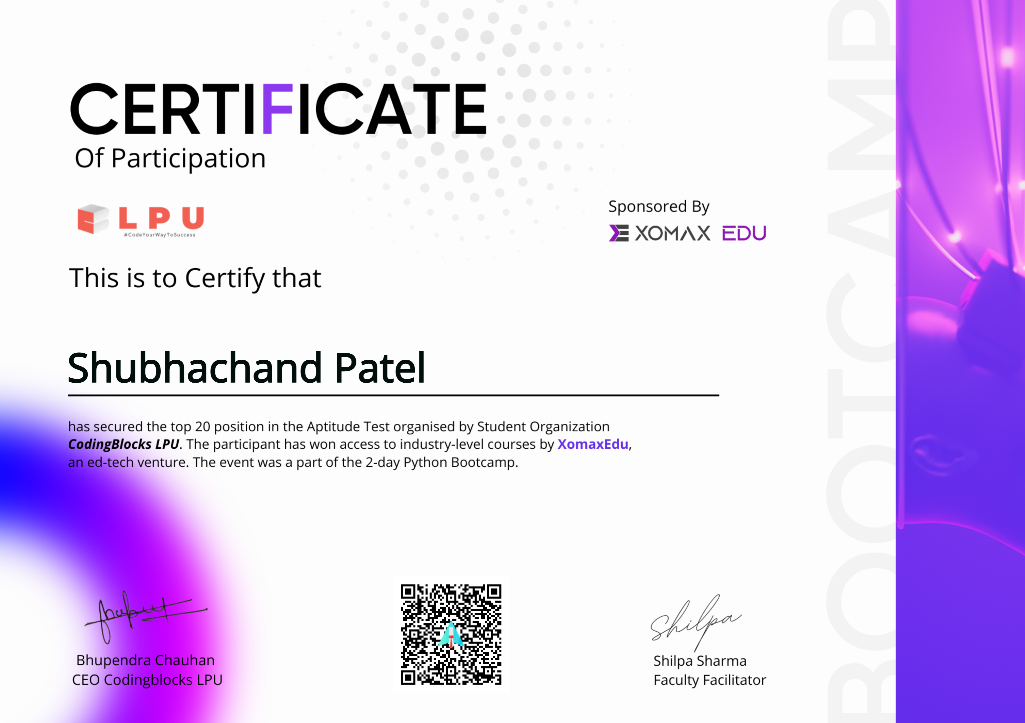 CERTIFICATE
Of Participation
LPU
#CodeYourWayToSuccess
Sponsored By
XOMAX EDU
This is to Certify that
Shubhachand Patel
has secured the top 20 position in the Aptitude Test organised by Student Organization
CodingBlocks LPU. The participant has won access to industry-level courses by XomaxEdu,
an ed-tech venture. The event was a part of the 2-day Python Bootcamp.
Shilpa
Bhupendra Chauhan
CEO Codingblocks LPU
Shilpa Sharma
Faculty Facilitator
BOOTCAMP